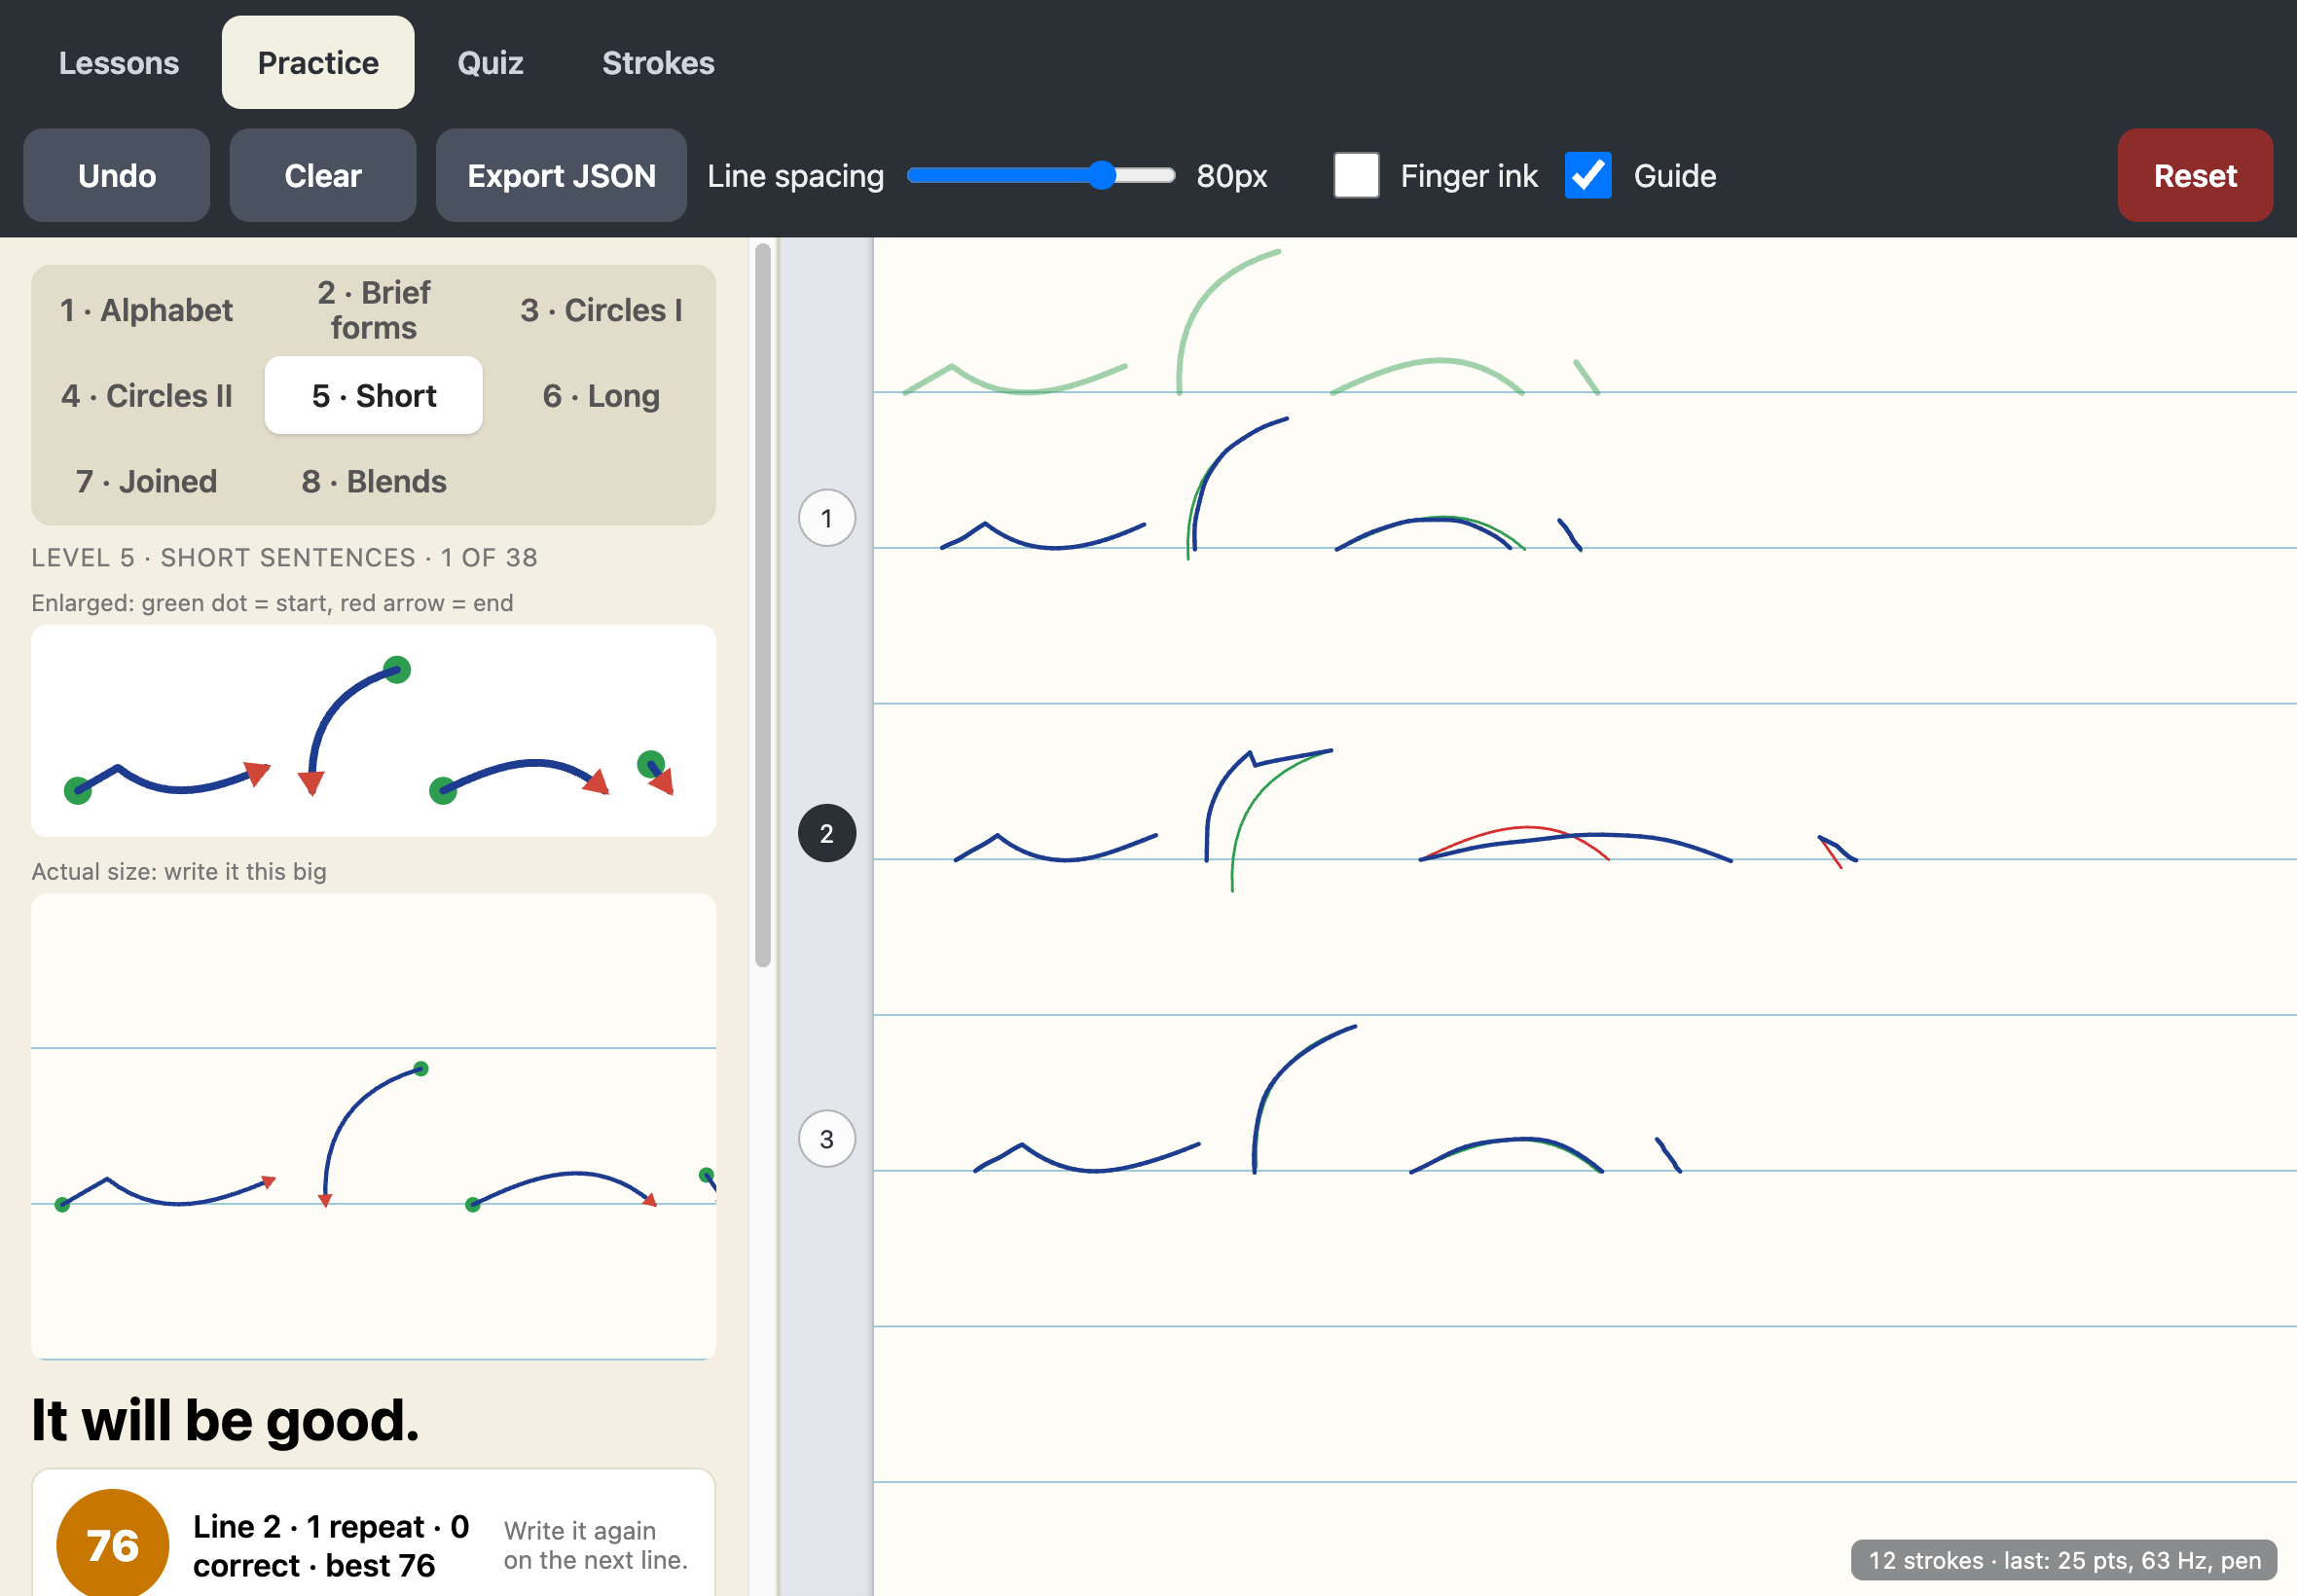 Lessons Practice Quiz Strokes
Undo Clear Export JSON Line spacing 80px Finger ink Guide Reset
1 · Alphabet 2 · Brief forms 3 · Circles I
4 · Circles II 5 · Short 6 · Long
7 · Joined 8 · Blends
LEVEL 5 · SHORT SENTENCES · 1 OF 38
Enlarged: green dot = start, red arrow = end
Actual size: write it this big
It will be good.
76 Line 2 · 1 repeat · 0 correct · best 76 Write it again on the next line.
1
2
3
12 strokes · last: 25 pts, 63 Hz, pen